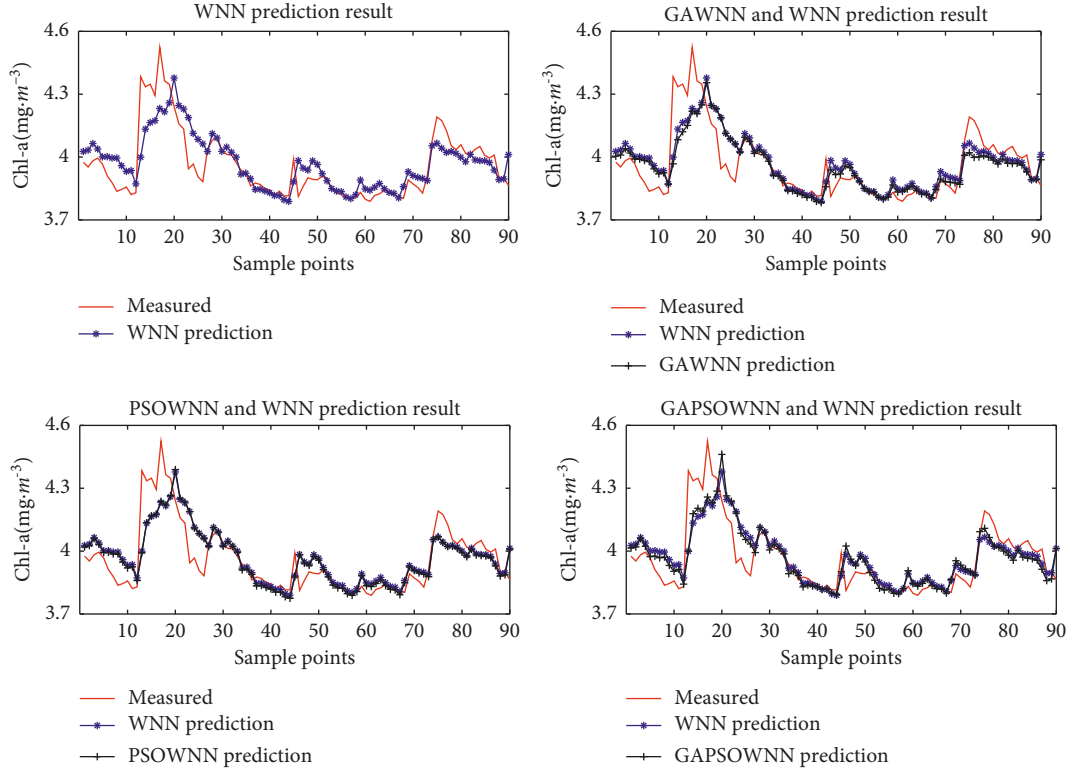 WNN prediction result
4.6
4.3
4
3.7
Chl-a(mg·m⁻³)
10 20 30 40 50 60 70 80 90
Sample points
Measured
WNN prediction
GAWNN and WNN prediction result
4.6
4.3
4
3.7
Chl-a(mg·m⁻³)
10 20 30 40 50 60 70 80 90
Sample points
Measured
WNN prediction
GAWNN prediction
PSOWNN and WNN prediction result
4.6
4.3
4
3.7
Chl-a(mg·m⁻³)
10 20 30 40 50 60 70 80 90
Sample points
Measured
WNN prediction
PSOWNN prediction
GAPSOWNN and WNN prediction result
4.6
4.3
4
3.7
Chl-a(mg·m⁻³)
10 20 30 40 50 60 70 80 90
Sample points
Measured
WNN prediction
GAPSOWNN prediction